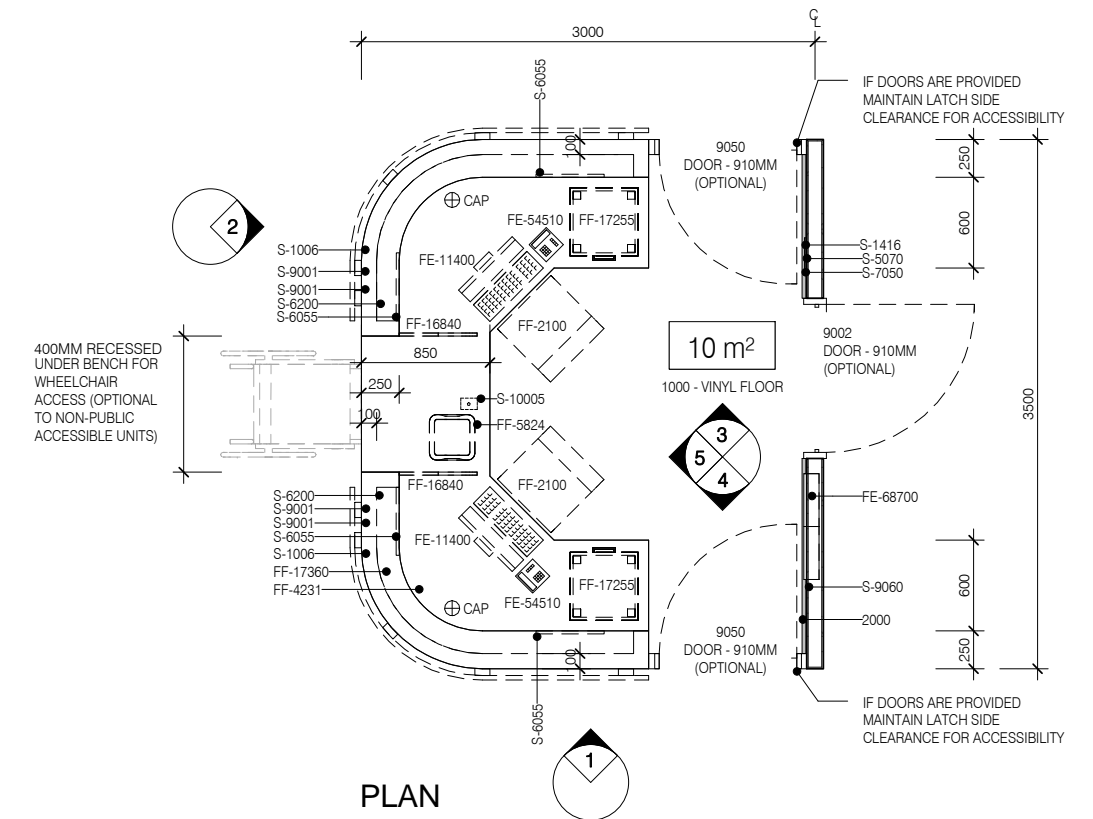 ℄
3000
S-6055
IF DOORS ARE PROVIDED
MAINTAIN LATCH SIDE
CLEARANCE FOR ACCESSIBILITY
100
9050
DOOR - 910MM
(OPTIONAL)
250
CAP
FE-54510
FF-17255
600
2
S-1006
S-9001
S-9001
S-6200
S-6055
FE-11400
S-1416
S-5070
S-7050
FF-16840
FF-2100
400MM RECESSED
UNDER BENCH FOR
WHEELCHAIR
ACCESS (OPTIONAL
TO NON-PUBLIC
ACCESSIBLE UNITS)
850
250
100
10 m²
1000 - VINYL FLOOR
9002
DOOR - 910MM
(OPTIONAL)
3500
S-10005
FF-5824
3
5
4
FF-16840
FF-2100
S-6200
S-9001
S-9001
S-6055
S-1006
FF-17360
FF-4231
FE-11400
FE-68700
FF-17255
FE-54510
CAP
S-9060
600
2000
9050
DOOR - 910MM
(OPTIONAL)
250
100
S-6055
IF DOORS ARE PROVIDED
MAINTAIN LATCH SIDE
CLEARANCE FOR ACCESSIBILITY
1
PLAN